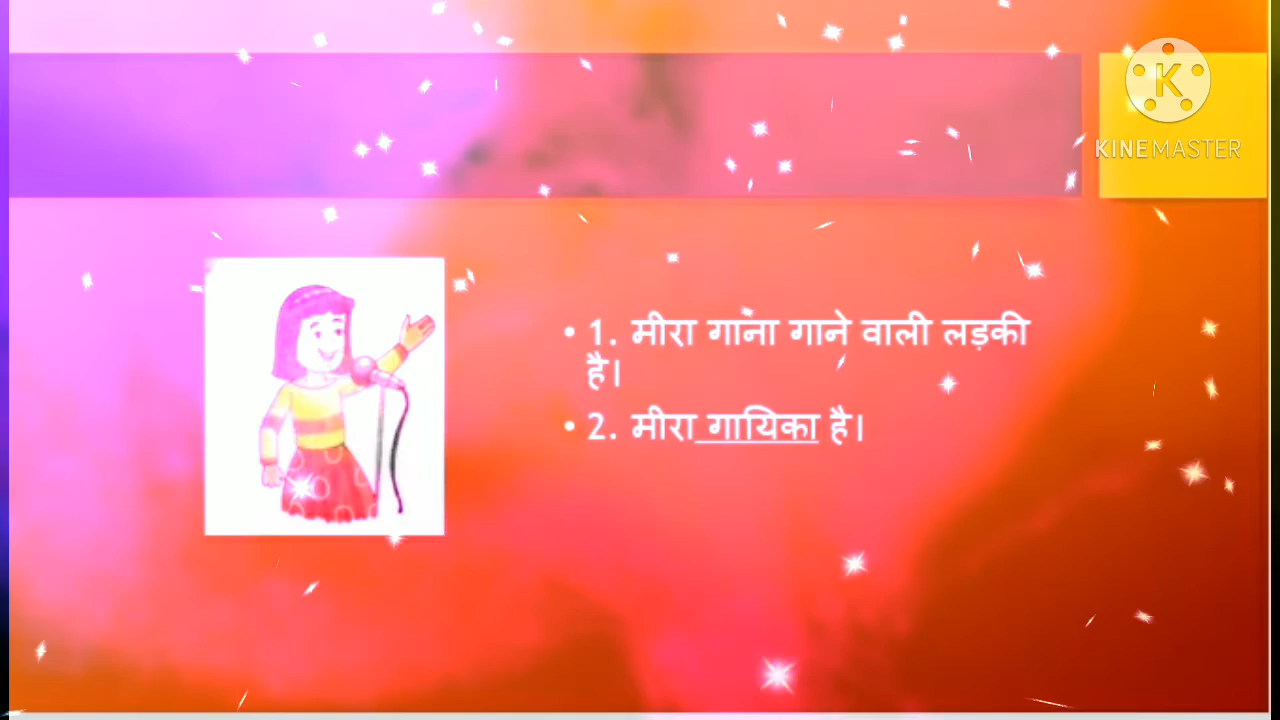 K
KINEMASTER
• 1. मीरा गाना गाने वाली लड़की
है।
• 2. मीरा गायिका है।